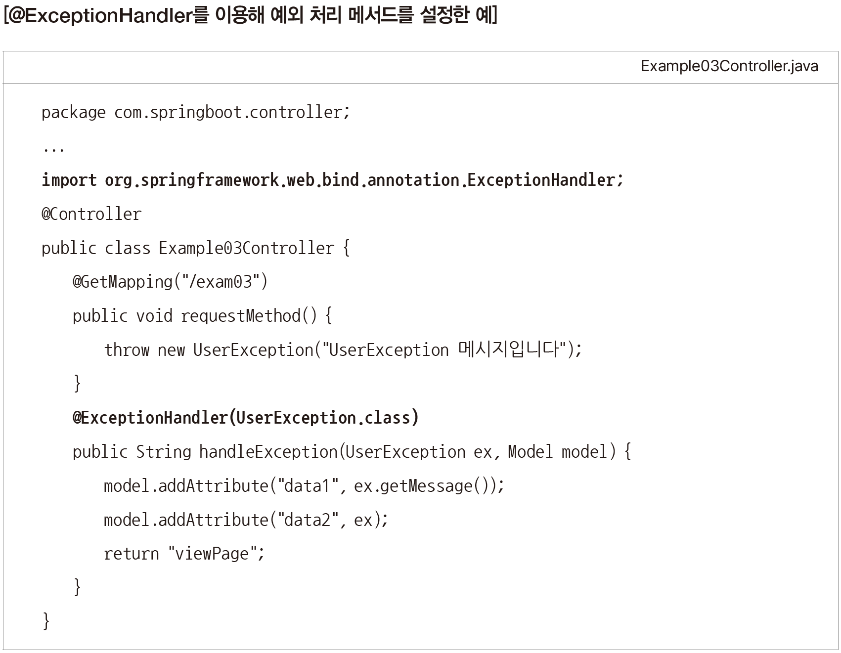 [@ExceptionHandler를 이용해 예외 처리 메서드를 설정한 예]
Example03Controller.java
package com.springboot.controller;
...
import org.springframework.web.bind.annotation.ExceptionHandler;
@Controller
public class Example03Controller {
@GetMapping("/exam03")
public void requestMethod() {
throw new UserException("UserException 메시지입니다");
}
@ExceptionHandler(UserException.class)
public String handleException(UserException ex, Model model) {
model.addAttribute("data1", ex.getMessage());
model.addAttribute("data2", ex);
return "viewPage";
}
}